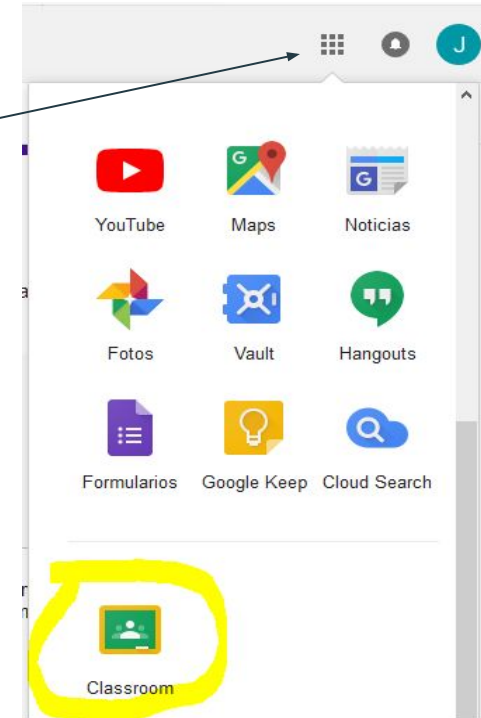 J
YouTube Maps Noticias
Fotos Vault Hangouts
Formularios Google Keep Cloud Search
Classroom